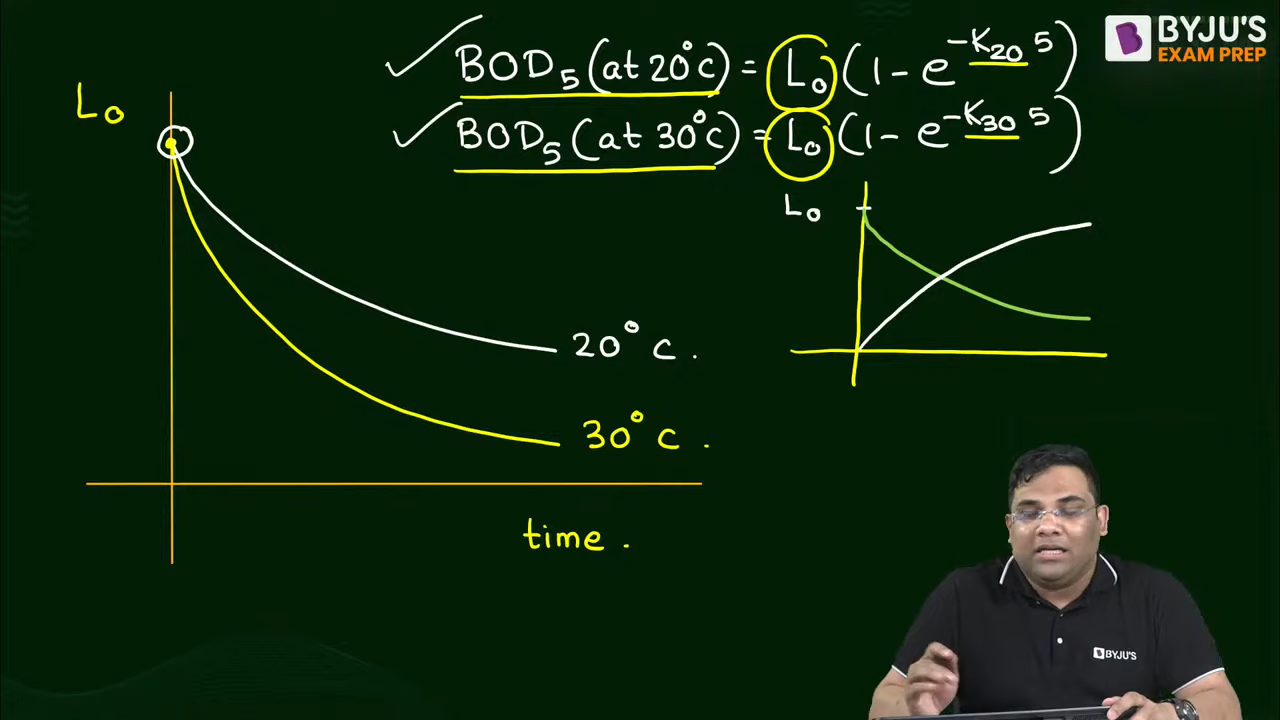 BOD₅(at 20°c) = L₀(1 - e^-K₂₀ 5)
BYJU'S
EXAM PREP
L₀
BOD₅(at 30°c) = L₀(1 - e^-K₃₀ 5)
L₀
20°c.
30°c.
time.
BYJU'S